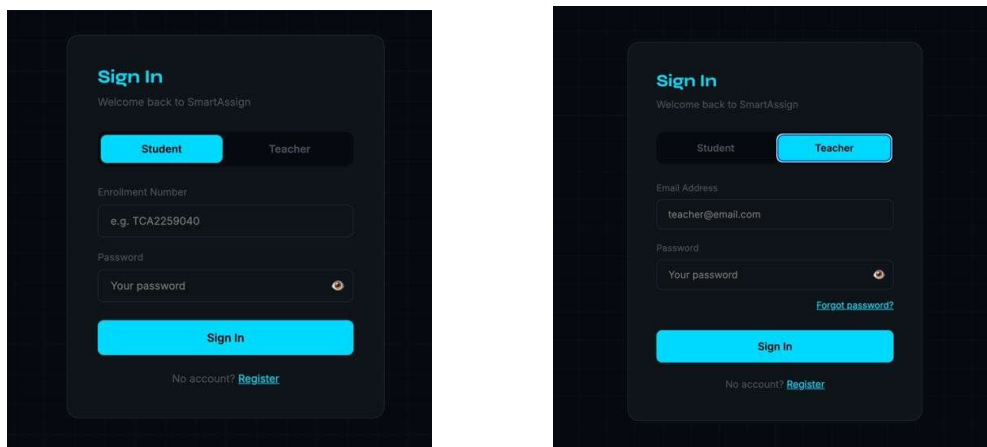 Sign In
Welcome back to SmartAssign
Student Teacher
Enrollment Number
e.g. TCA2259040
Password
Your password
Sign In
No account? Register
Sign In
Welcome back to SmartAssign
Student Teacher
Email Address
teacher@email.com
Password
Your password
Forgot password?
Sign In
No account? Register